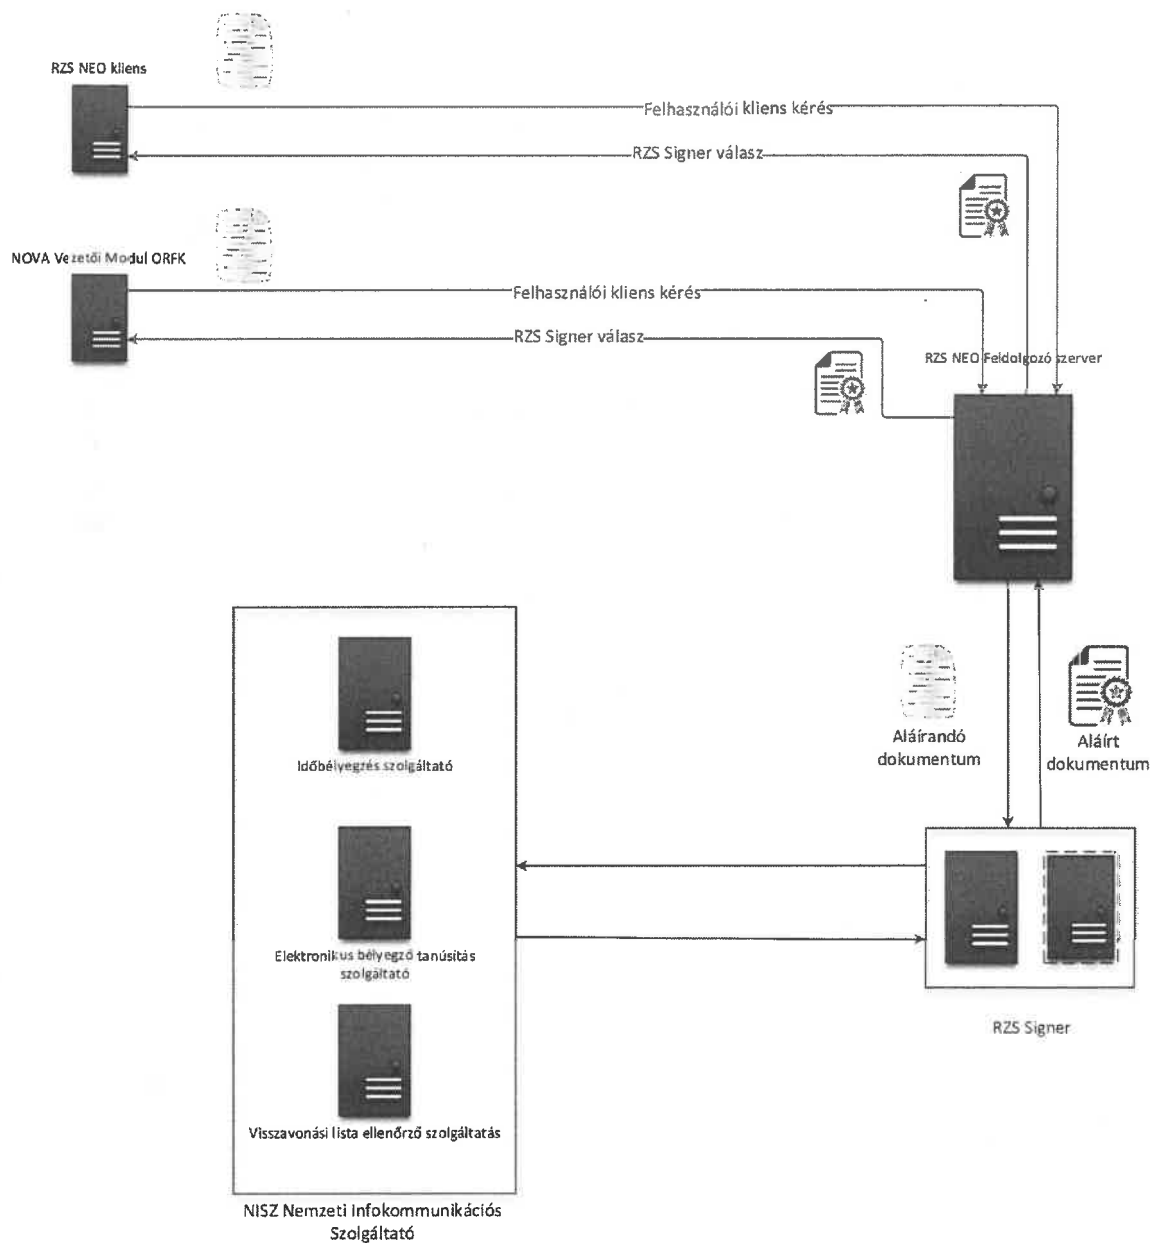 RZS NEO kliens
Felhasználói kliens kérés
RZS Signer válasz
NOVA Vezetői Modul ORFK
Felhasználói kliens kérés
RZS Signer válasz
RZS NEO Feldolgozó szerver
Aláírandó
dokumentum
Aláírt
dokumentum
Időbélyegzés szolgáltató
Elektronikus bélyegző tanúsítás
szolgáltató
Visszavonási lista ellenőrző szolgáltatás
RZS Signer
NISZ Nemzeti Infokommunikációs
Szolgáltató